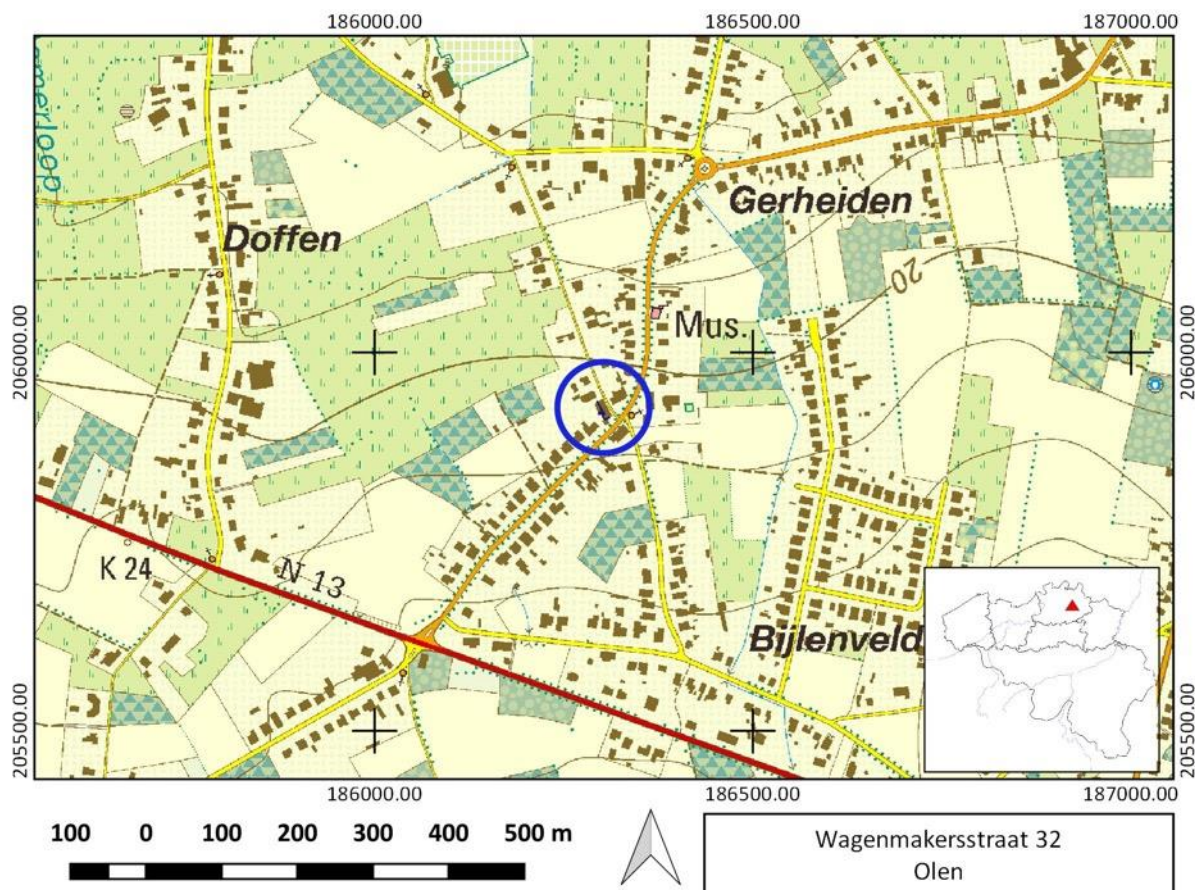 186000.00 186500.00 187000.00
merloop
Gerheiden
Doffen
20
206000.00
Mus.
206000.00
K 24
N 13
Bijlenveld
205500.00
205500.00
186000.00 186500.00 187000.00
100 0 100 200 300 400 500 m
Wagenmakersstraat 32
Olen